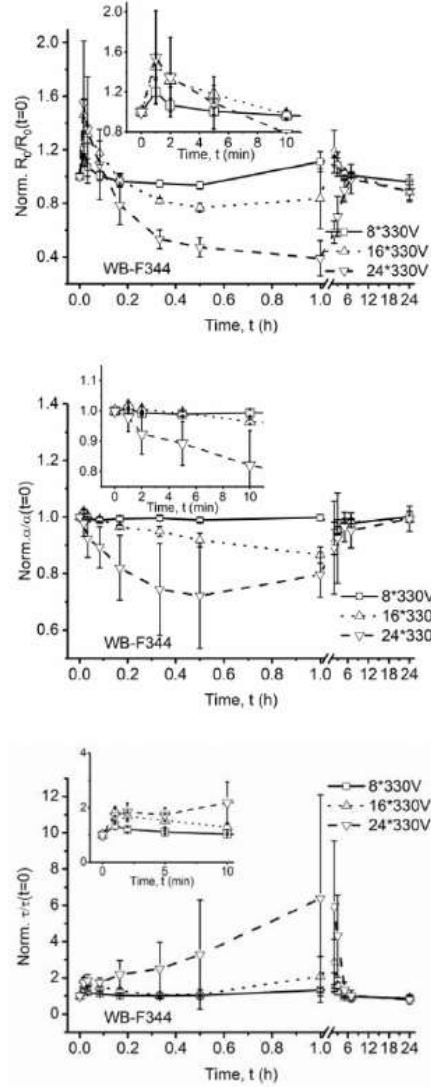 2.0
1.6
1.2
0.8
0.4
Norm. R₀/R₀(t=0)
2.0
1.6
1.2
0.8
0 2 4 6 8 10
Time, t (min)
8*330V
16*330V
24*330V
WB-F344
0.0 0.2 0.4 0.6 0.8 1.0 6 12 18 24
Time, t (h)
1.4
1.2
1.0
0.8
0.6
Norm.α/α(t=0)
1.1
1.0
0.9
0.8
0 2 4 6 8 10
Time, t (min)
8*330V
16*330
24*330
WB-F344
0.0 0.2 0.4 0.6 0.8 1.0 6 12 18 24
Time, t (h)
12
10
8
6
4
2
0
Norm. τ/τ(t=0)
4
2
0
0 5 10
Time, t (min)
8*330V
16*330V
24*330V
WB-F344
0.0 0.2 0.4 0.6 0.8 1.0 6 12 18 24
Time, t (h)